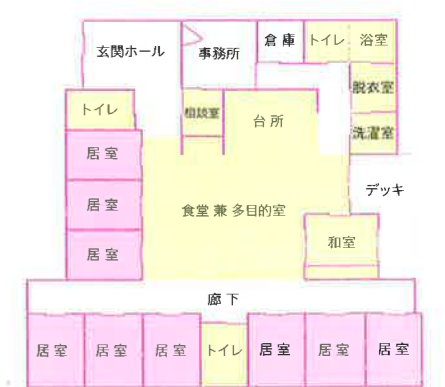 玄関ホール
事務所
倉庫
トイレ
浴室
トイレ
相談室
台所
脱衣室
洗濯室
居室
居室
居室
食堂 兼 多目的室
デッキ
和室
廊下
居室
居室
居室
トイレ
居室
居室
居室